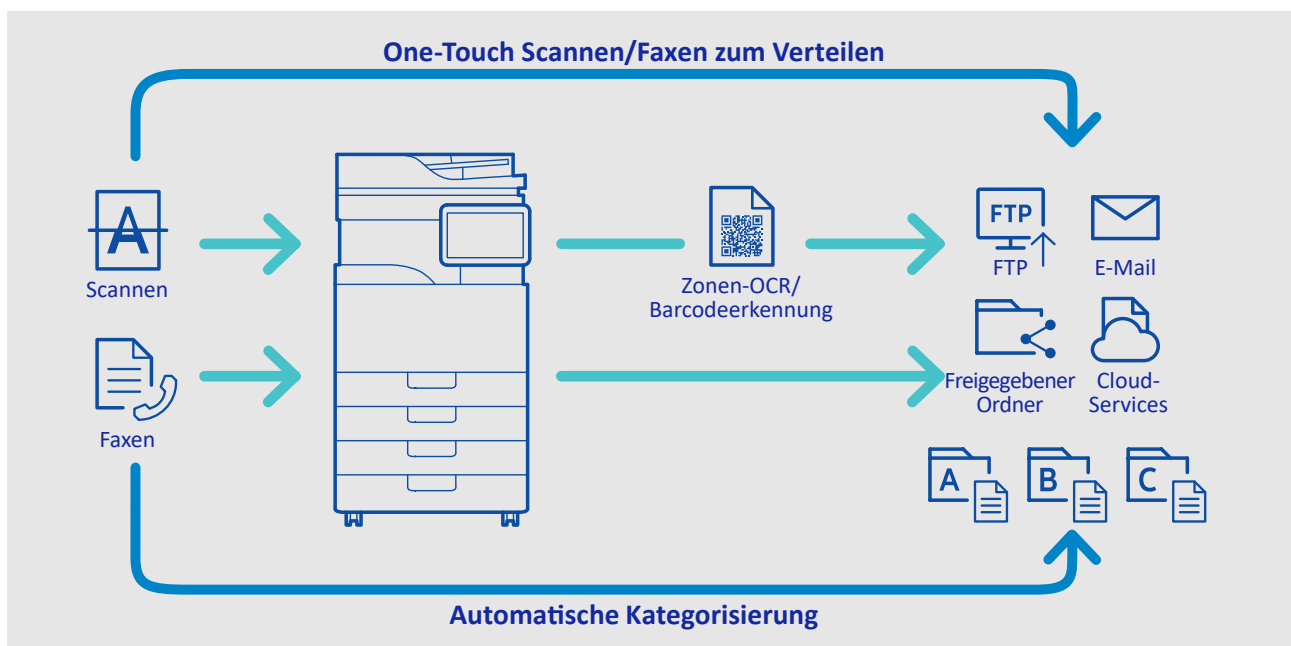 One-Touch Scannen/Faxen zum Verteilen
A
Scannen
Faxen
Zonen-OCR/
Barcodeerkennung
FTP
FTP
E-Mail
Freigegebener
Ordner
Cloud-
Services
A
B
C
Automatische Kategorisierung